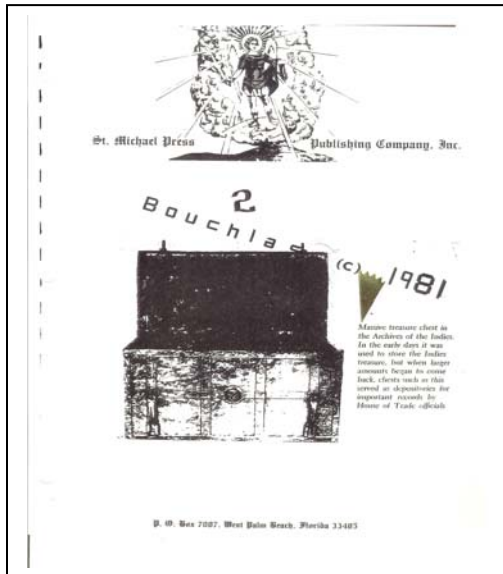 St. Michael Press Publishing Company, Inc.
2
Bouchlad (c) 1981
Massive treasure chest in
the Archives of the Indies.
In the early days it was
used to store the Indies
treasure, but when larger
amounts began to come
back, chests such as this
served as depositories for
important records by
House of Trade officials
P. O. Box 7087, West Palm Beach, Florida 33405